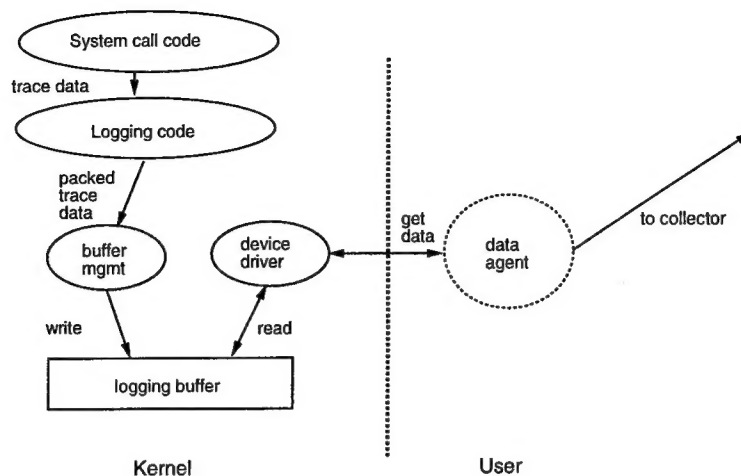 System call code
trace data
Logging code
packed
trace
data
buffer
mgmt
device
driver
get
data
data
agent
to collector
write
read
logging buffer
Kernel
User